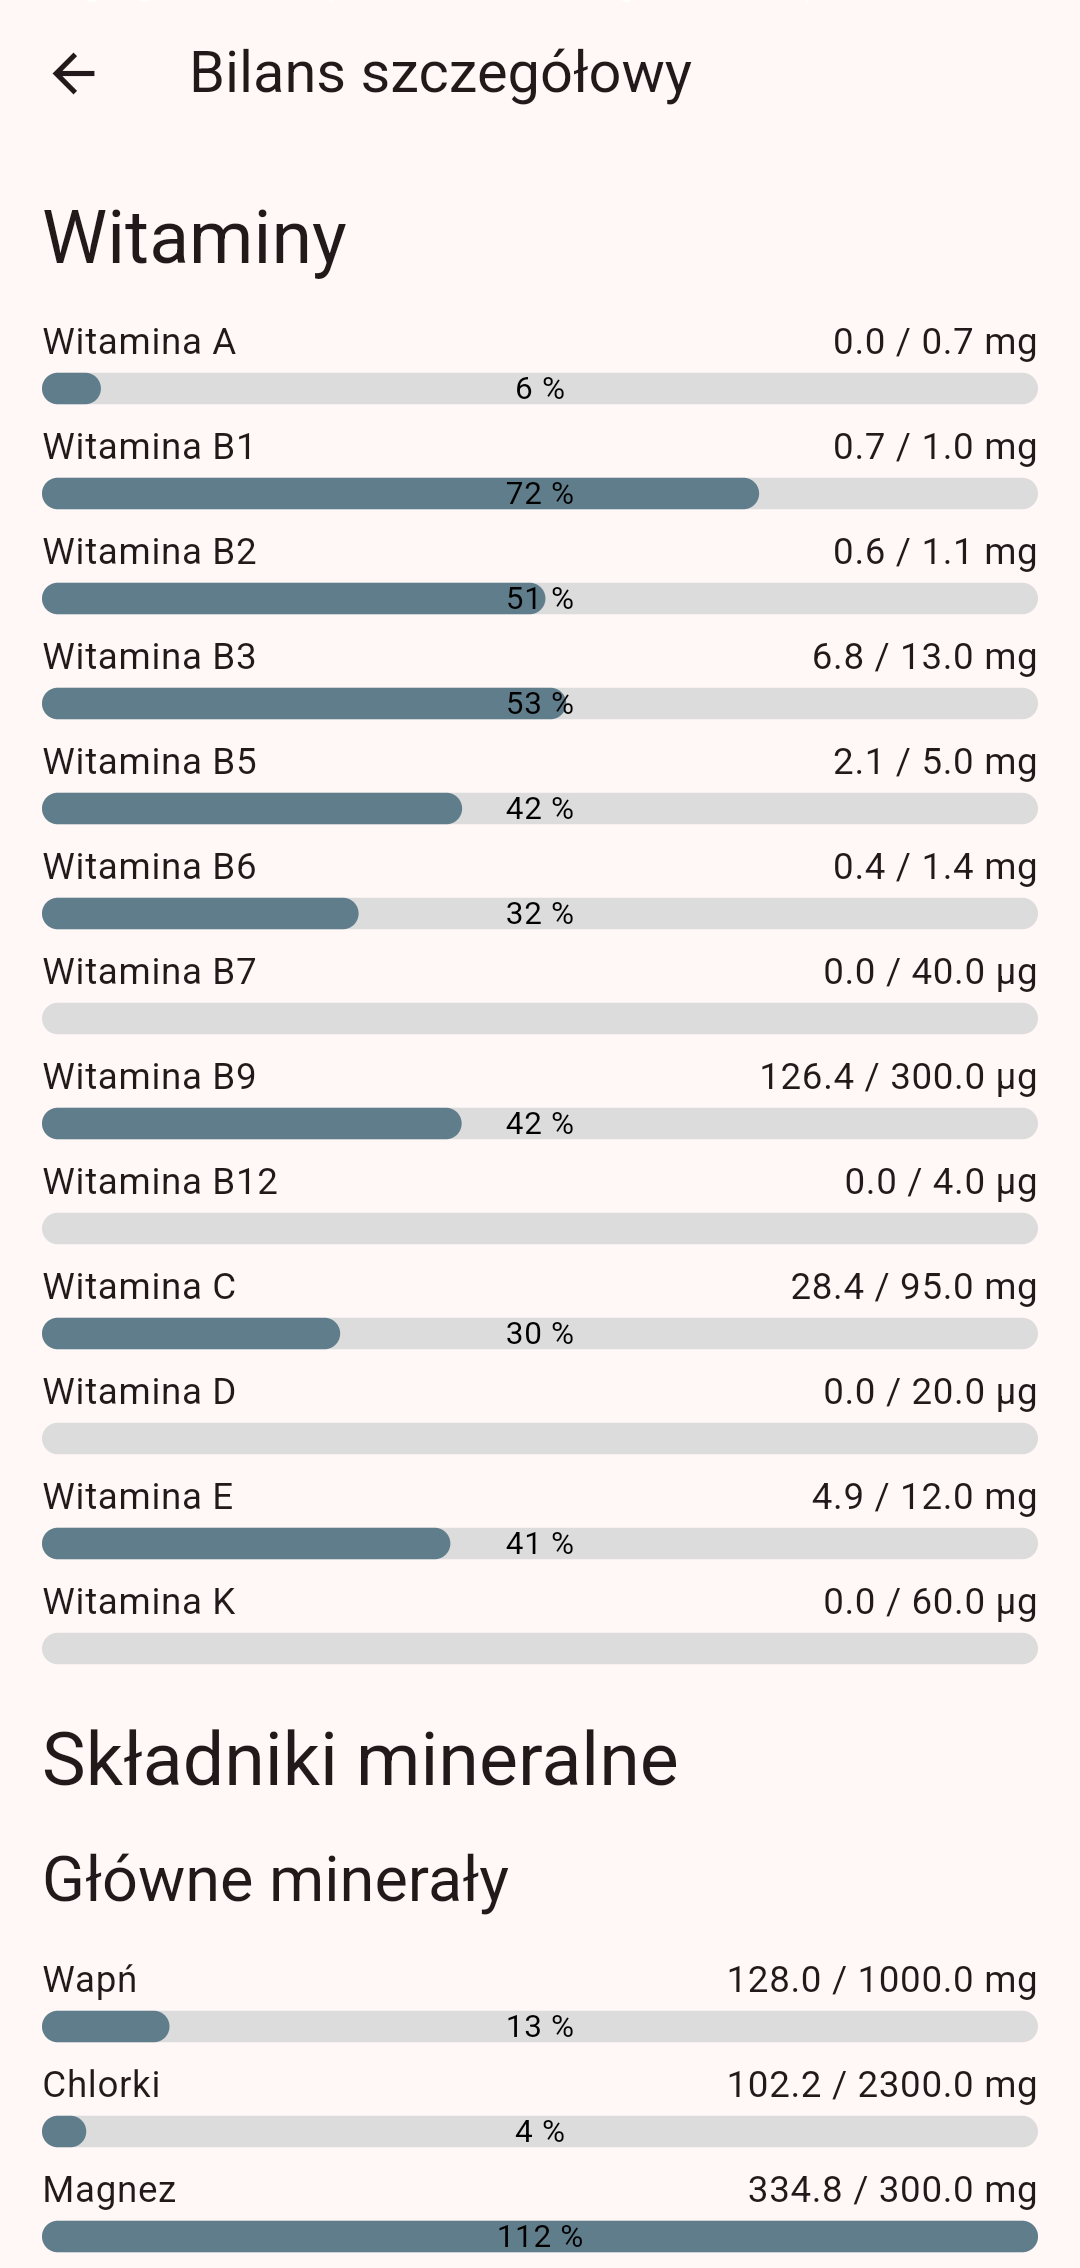 Bilans szczegółowy
Witaminy
Witamina A 0.0 / 0.7 mg
6 %
Witamina B1 0.7 / 1.0 mg
72 %
Witamina B2 0.6 / 1.1 mg
51 %
Witamina B3 6.8 / 13.0 mg
53 %
Witamina B5 2.1 / 5.0 mg
42 %
Witamina B6 0.4 / 1.4 mg
32 %
Witamina B7 0.0 / 40.0 µg
Witamina B9 126.4 / 300.0 µg
42 %
Witamina B12 0.0 / 4.0 µg
Witamina C 28.4 / 95.0 mg
30 %
Witamina D 0.0 / 20.0 µg
Witamina E 4.9 / 12.0 mg
41 %
Witamina K 0.0 / 60.0 µg
Składniki mineralne
Główne minerały
Wapń 128.0 / 1000.0 mg
13 %
Chlorki 102.2 / 2300.0 mg
4 %
Magnez 334.8 / 300.0 mg
112 %